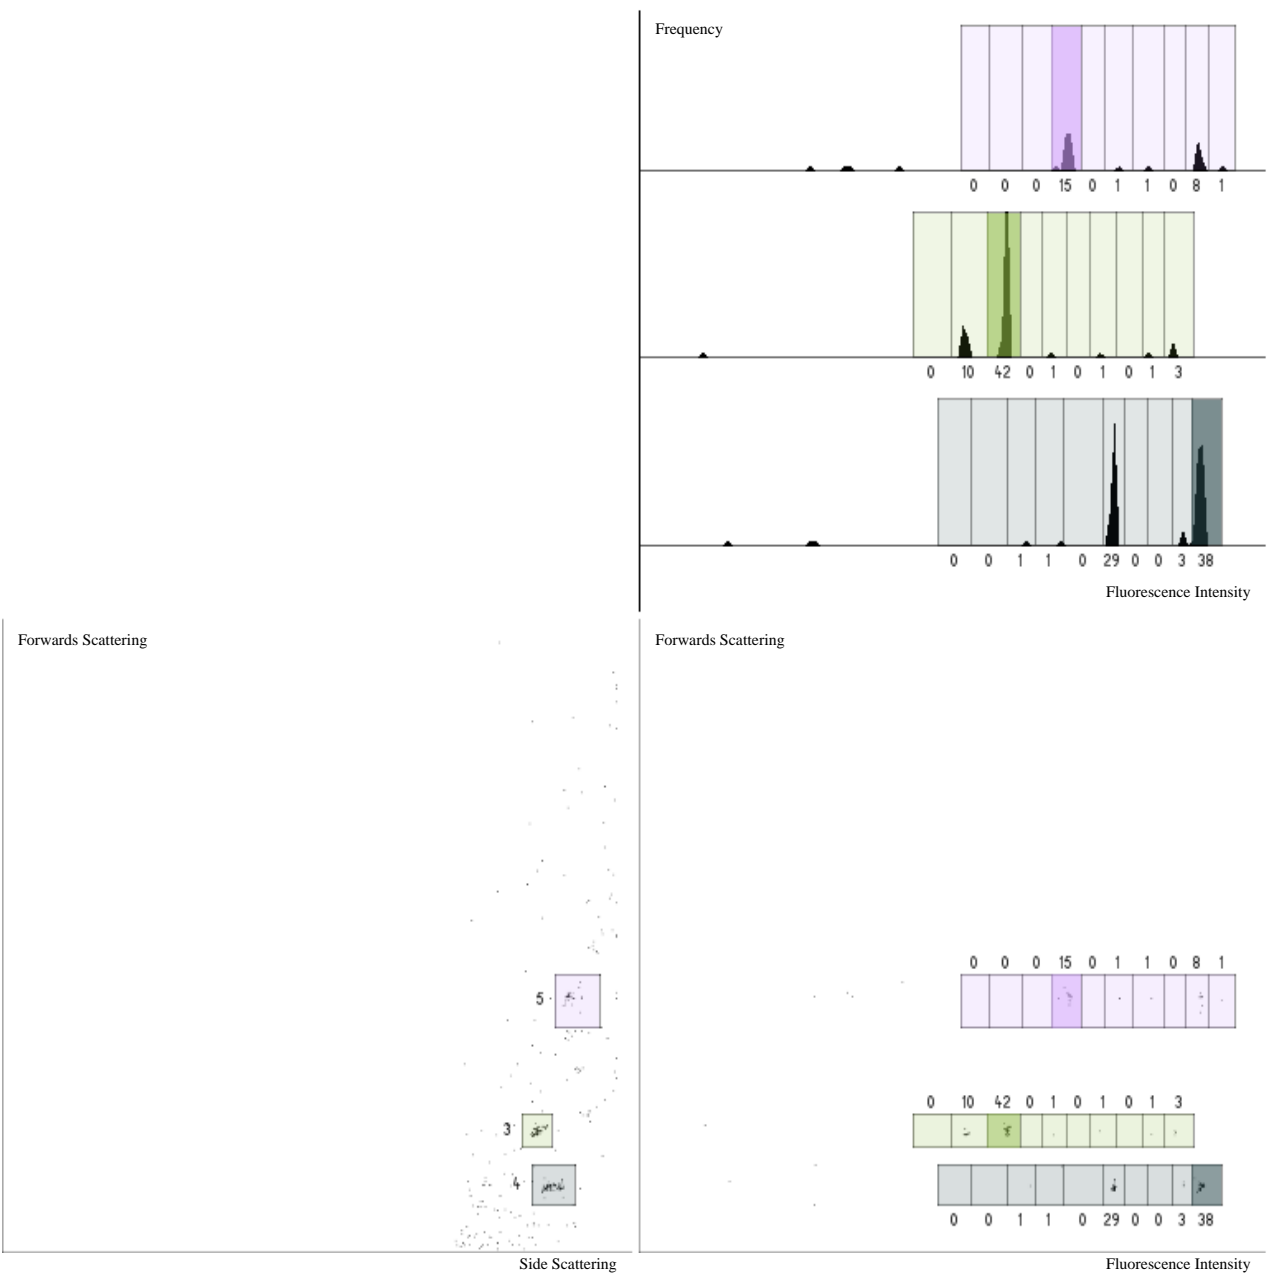 Frequency
0 0 0 15 0 1 1 0 8 1
0 10 42 0 1 0 1 0 1 3
0 0 1 1 0 29 0 0 3 38
Fluorescence Intensity
Forwards Scattering
5
3
4
Side Scattering
Forwards Scattering
0 0 0 15 0 1 1 0 8 1
0 10 42 0 1 0 1 0 1 3
0 0 1 1 0 29 0 0 3 38
Fluorescence Intensity